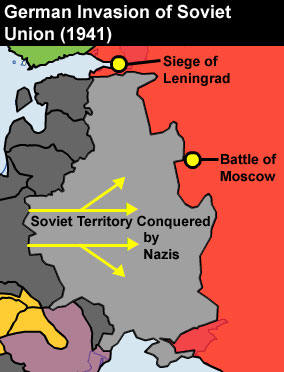 German Invasion of Soviet
Union (1941)
Siege of
Leningrad
Battle of
Moscow
Soviet Territory Conquered
by
Nazis